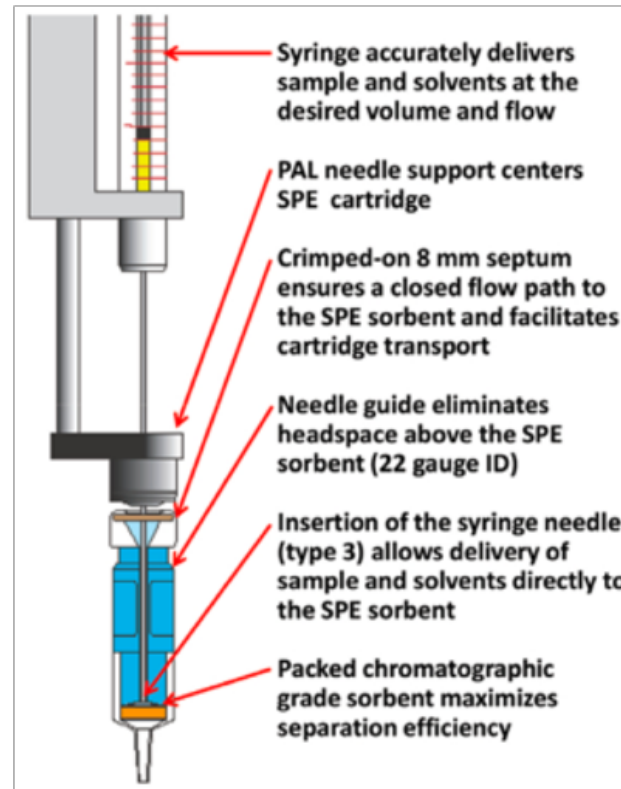 Syringe accurately delivers
sample and solvents at the
desired volume and flow
PAL needle support centers
SPE cartridge
Crimped-on 8 mm septum
ensures a closed flow path to
the SPE sorbent and facilitates
cartridge transport
Needle guide eliminates
headspace above the SPE
sorbent (22 gauge ID)
Insertion of the syringe needle
(type 3) allows delivery of
sample and solvents directly to
the SPE sorbent
Packed chromatographic
grade sorbent maximizes
separation efficiency